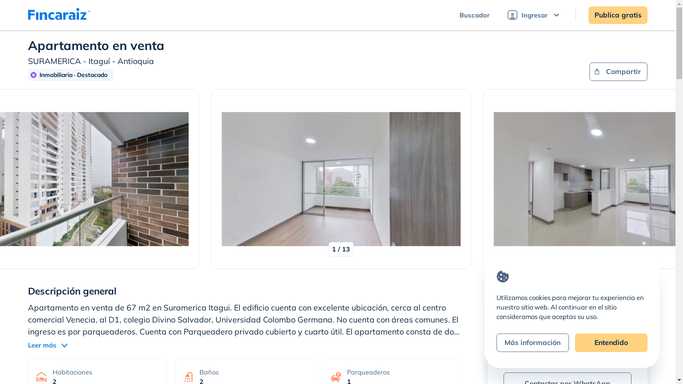 Fincaraiz
Buscador
Ingresar
Publica gratis
Apartamento en venta
SURAMERICA - Itaguí - Antioquia
Inmobiliaria · Destacado
Compartir
1 / 13
Descripción general
Apartamento en venta de 67 m2 en Suramerica Itagui. El edificio cuenta con excelente ubicación, cerca al centro
comercial Venecia, al D1, colegio Divino Salvador, Universidad Colombo Germana. No cuenta con áreas comunes. El
ingreso es por parqueaderos. Cuenta con Parqueadero privado cubierto y cuarto útil. El apartamento consta de do...
Leer más
Habitaciones
2
Baños
2
Parqueaderos
1
Utilizamos cookies para mejorar tu experiencia en
nuestro sitio web. Al continuar en el sitio
consideramos que aceptas su uso.
Más información
Entendido
Contactar por WhatsApp